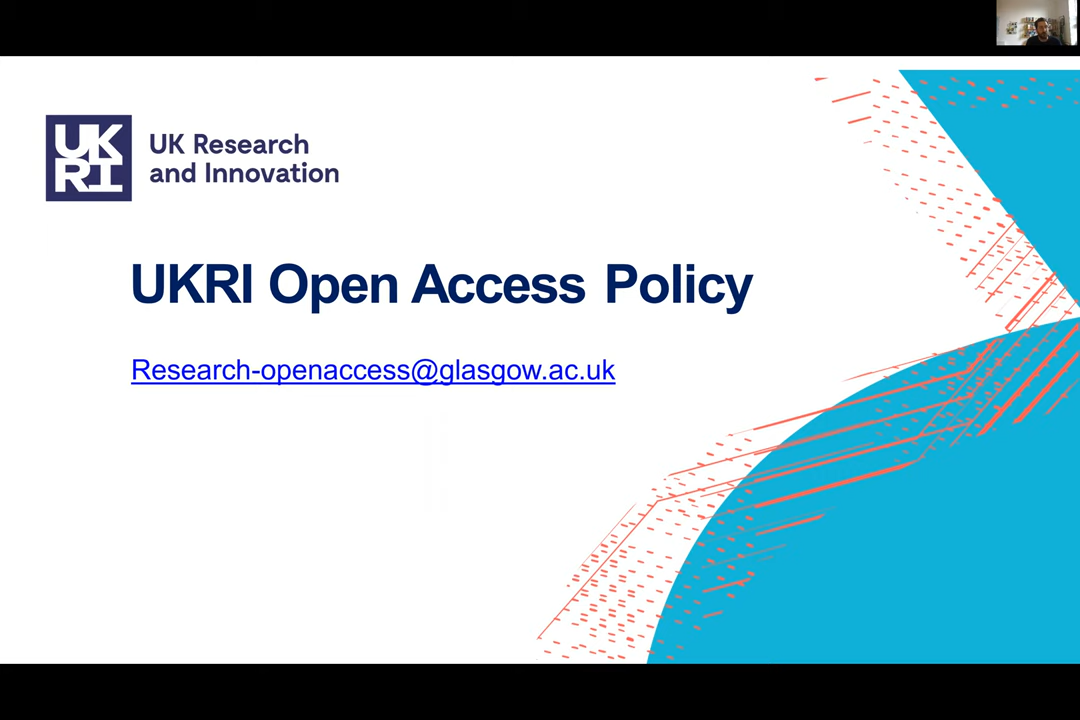 UK
RI
UK Research
and Innovation
UKRI Open Access Policy
Research-openaccess@glasgow.ac.uk